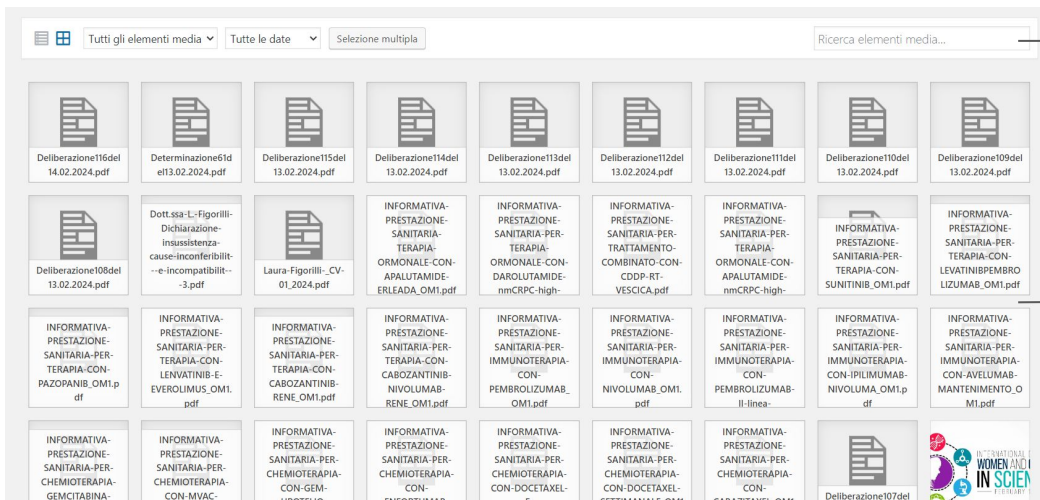 Tutti gli elementi media Tutte le date Selezione multipla Ricerca elementi media...
Deliberazione116del
14.02.2024.pdf
Determinazione61d
el13.02.2024.pdf
Deliberazione115del
13.02.2024.pdf
Deliberazione114del
13.02.2024.pdf
Deliberazione113del
13.02.2024.pdf
Deliberazione112del
13.02.2024.pdf
Deliberazione111del
13.02.2024.pdf
Deliberazione110del
13.02.2024.pdf
Deliberazione109del
13.02.2024.pdf
Deliberazione108del
13.02.2024.pdf
Dott.ssa-L.-Figorilli-
Dichiarazione-
insussistenza-
cause-inconferibilit-
--e-incompatibilit--
-3.pdf
Laura-Figorilli-_CV-
01_2024.pdf
INFORMATIVA-
PRESTAZIONE-
SANITARIA-
TERAPIA-
ORMONALE-CON-
APALUTAMIDE-
ERLEADA_OM1.pdf
INFORMATIVA-
PRESTAZIONE-
SANITARIA-PER-
TERAPIA-
ORMONALE-CON-
DAROLUTAMIDE-
nmCRPC-high-
INFORMATIVA-
PRESTAZIONE-
SANITARIA-PER-
TRATTAMENTO-
COMBINATO-CON-
CDDP-RT-
VESCICA.pdf
INFORMATIVA-
PRESTAZIONE-
SANITARIA-PER-
TERAPIA-
ORMONALE-CON-
APALUTAMIDE-
nmCRPC-high-
INFORMATIVA-
PRESTAZIONE-
SANITARIA-PER-
TERAPIA-CON-
SUNITINIB_OM1.pdf
INFORMATIVA-
PRESTAZIONE-
SANITARIA-PER-
TERAPIA-CON-
LEVATINIBPEMBRO
LIZUMAB_OM1.pdf
INFORMATIVA-
PRESTAZIONE-
SANITARIA-PER-
TERAPIA-CON-
PAZOPANIB_OM1.p
df
INFORMATIVA-
PRESTAZIONE-
SANITARIA-PER-
TERAPIA-CON-
LENVATINIB-E-
EVEROLIMUS_OM1.
pdf
INFORMATIVA-
PRESTAZIONE-
SANITARIA-PER-
TERAPIA-CON-
CABOZANTINIB-
RENE_OM1.pdf
INFORMATIVA-
PRESTAZIONE-
SANITARIA-PER-
TERAPIA-CON-
CABOZANTINIB-
NIVOLUMAB-
RENE_OM1.pdf
INFORMATIVA-
PRESTAZIONE-
SANITARIA-PER-
IMMUNOTERAPIA-
CON-
PEMBROLIZUMAB_
OM1.pdf
INFORMATIVA-
PRESTAZIONE-
SANITARIA-PER-
IMMUNOTERAPIA-
CON-
NIVOLUMAB_OM1.
pdf
INFORMATIVA-
PRESTAZIONE-
SANITARIA-PER-
IMMUNOTERAPIA-
CON-
PEMBROLIZUMAB-
II-linea-
INFORMATIVA-
PRESTAZIONE-
SANITARIA-PER-
IMMUNOTERAPIA-
CON-IPILIMUMAB-
NIVOLUMA_OM1.p
df
INFORMATIVA-
PRESTAZIONE-
SANITARIA-PER-
IMMUNOTERAPIA-
CON-AVELUMAB-
MANTENIMENTO_O
M1.pdf
INFORMATIVA-
PRESTAZIONE-
SANITARIA-PER-
CHEMIOTERAPIA-
GEMCITABINA-
INFORMATIVA-
PRESTAZIONE-
SANITARIA-PER-
CHEMIOTERAPIA-
CON-MVAC-
INFORMATIVA-
PRESTAZIONE-
SANITARIA-PER-
CHEMIOTERAPIA-
CON-GEM-
INFORMATIVA-
PRESTAZIONE-
SANITARIA-PER-
CHEMIOTERAPIA-
CON-
INFORMATIVA-
PRESTAZIONE-
SANITARIA-PER-
CHEMIOTERAPIA-
CON-DOCETAXEL-
INFORMATIVA-
PRESTAZIONE-
SANITARIA-PER-
CHEMIOTERAPIA-
CON-DOCETAXEL-
INFORMATIVA-
PRESTAZIONE-
SANITARIA-PER-
CHEMIOTERAPIA-
CON-
Deliberazione107del
INTERNATIONAL
WOMEN AND
IN SCIEN
FEBRUARY